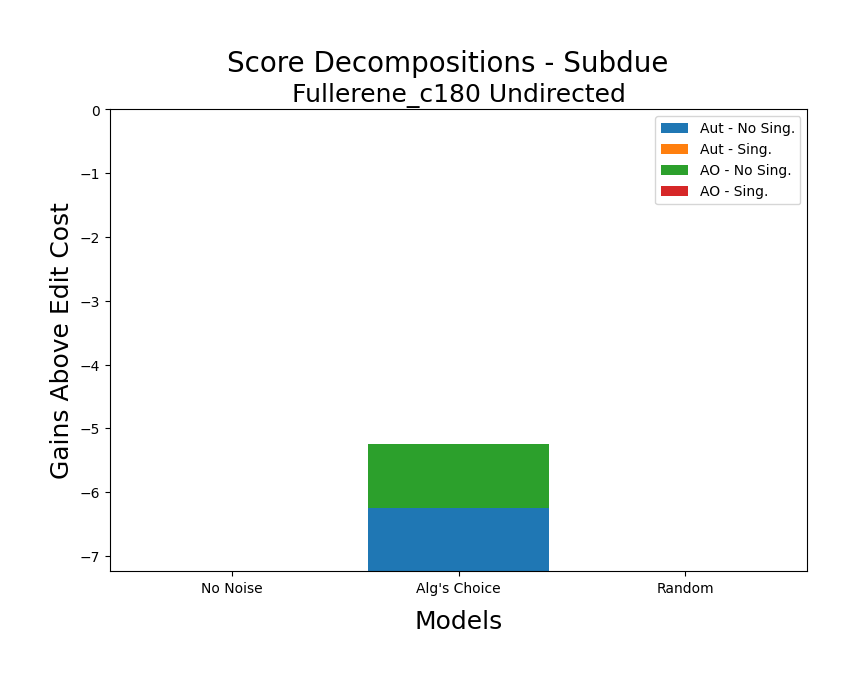 Score Decompositions - Subdue
Fullerene_c180 Undirected
Gains Above Edit Cost
0
−1
−2
−3
−4
−5
−6
−7
Aut - No Sing.
Aut - Sing.
AO - No Sing.
AO - Sing.
No Noise
Alg's Choice
Random
Models